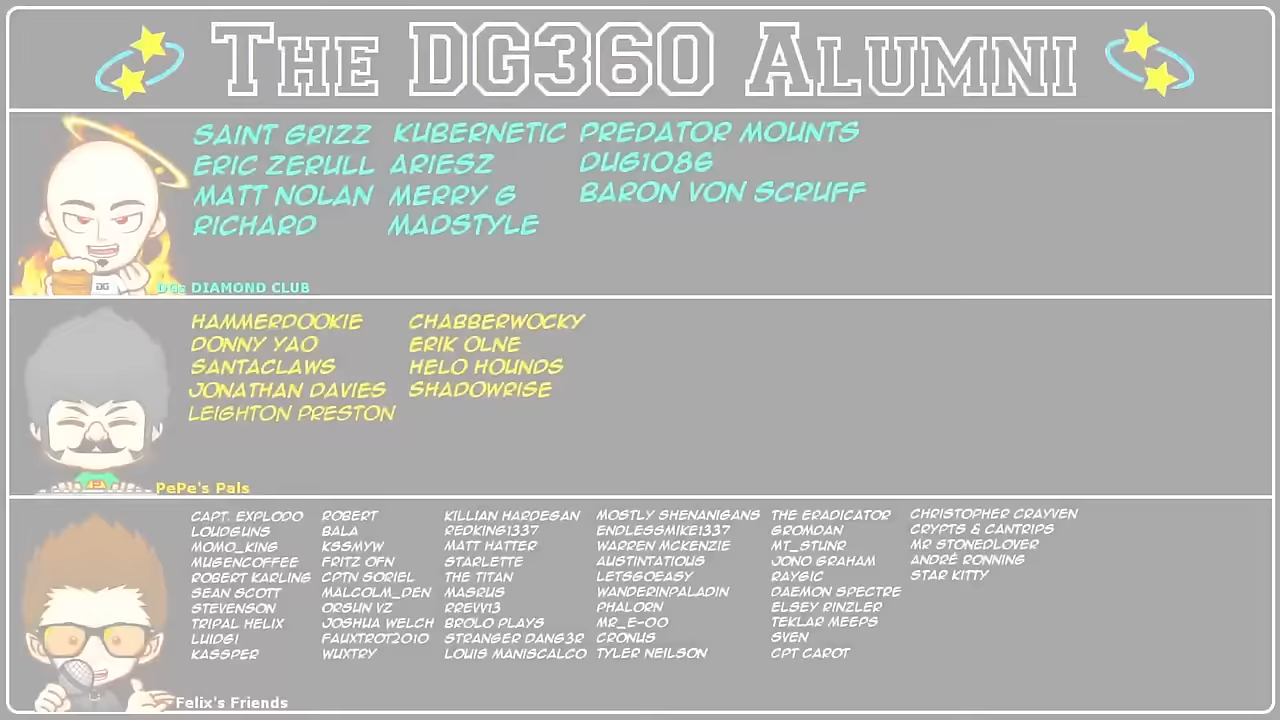 THE DG360 ALUMNI
SAINT GRIZZ KUBERNETIC PREDATOR MOUNTS
ERIC ZERULL ARIESZ DUG1086
MATT NOLAN MERRY G BARON VON SCRUFF
RICHARD MADSTYLE
DG
DGs DIAMOND CLUB
HAMMERDOOKIE CHABBERWOCKY
DONNY YAO ERIK OLNE
SANTACLAWS HELO HOUNDS
JONATHAN DAVIES SHADOWRISE
LEIGHTON PRESTON
PePe's Pals
CAPT. EXPLODO ROBERT KILLIAN HARDEGAN MOSTLY SHENANIGANS THE ERADICATOR CHRISTOPHER CRAYVEN
LOUDGUNS BALA REDKING1337 ENDLESSMIKE1337 GROMDAN CRYPTS & CANTRIPS
MOMO_KING KSSMYW MATT HATTER WARREN MCKENZIE MT_STUNR MR STONEDLOVER
MUGENCOFFEE FRITZ OFN STARLETTE AUSTINTATIOUS JONO GRAHAM ANDRÉ RONNING
ROBERT KARLING CPTN SORIEL THE TITAN LETSGOEASY RAYGIC STAR KITTY
SEAN SCOTT MALCOLM_DEN MASRUS WANDERINPALADIN DAEMON SPECTRE
STEVENSON ORSUN VZ RREVV13 PHALORN ELSEY RINZLER
TRIPAL HELIX JOSHUA WELCH BROLO PLAYS MR_E-OO TEKLAR MEEPS
LUIDGI FAUXTROT2010 STRANGER DANG3R CRONUS SVEN
KASSPER WUXTRY LOUIS MANISCALCO TYLER NEILSON CPT CAROT
Felix's Friends